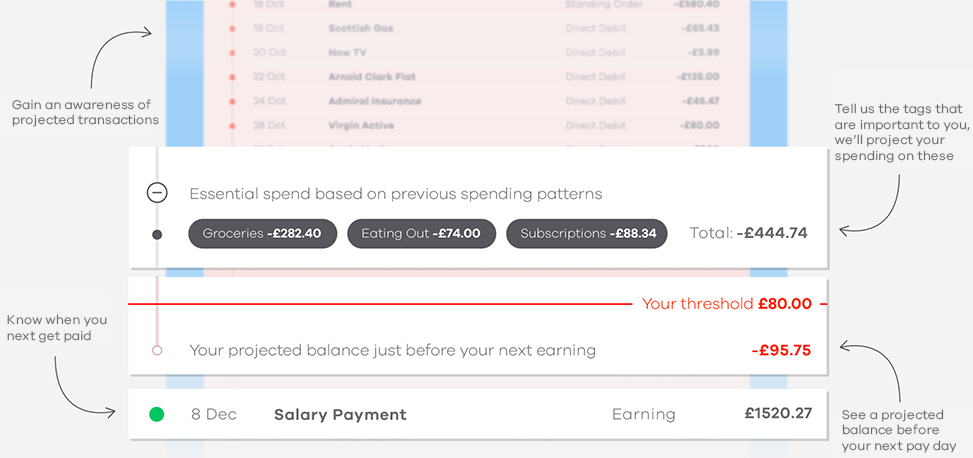 18 Oct Rent Standing Order -£580.40
18 Oct Scottish Gas Direct Debit -£65.43
20 Oct Now TV Direct Debit -£5.99
22 Oct Arnold Clark Fiat Direct Debit -£135.00
24 Oct Admiral Insurance Direct Debit -£45.47
28 Oct Virgin Active Direct Debit -£80.00
Gain an awareness of
projected transactions
Tell us the tags that
are important to you,
we'll project your
spending on these
Essential spend based on previous spending patterns
Groceries -£282.40 Eating Out -£74.00 Subscriptions -£88.34 Total: -£444.74
Your threshold £80.00
Know when you
next get paid
Your projected balance just before your next earning -£95.75
8 Dec Salary Payment Earning £1520.27
See a projected
balance before
your next pay day